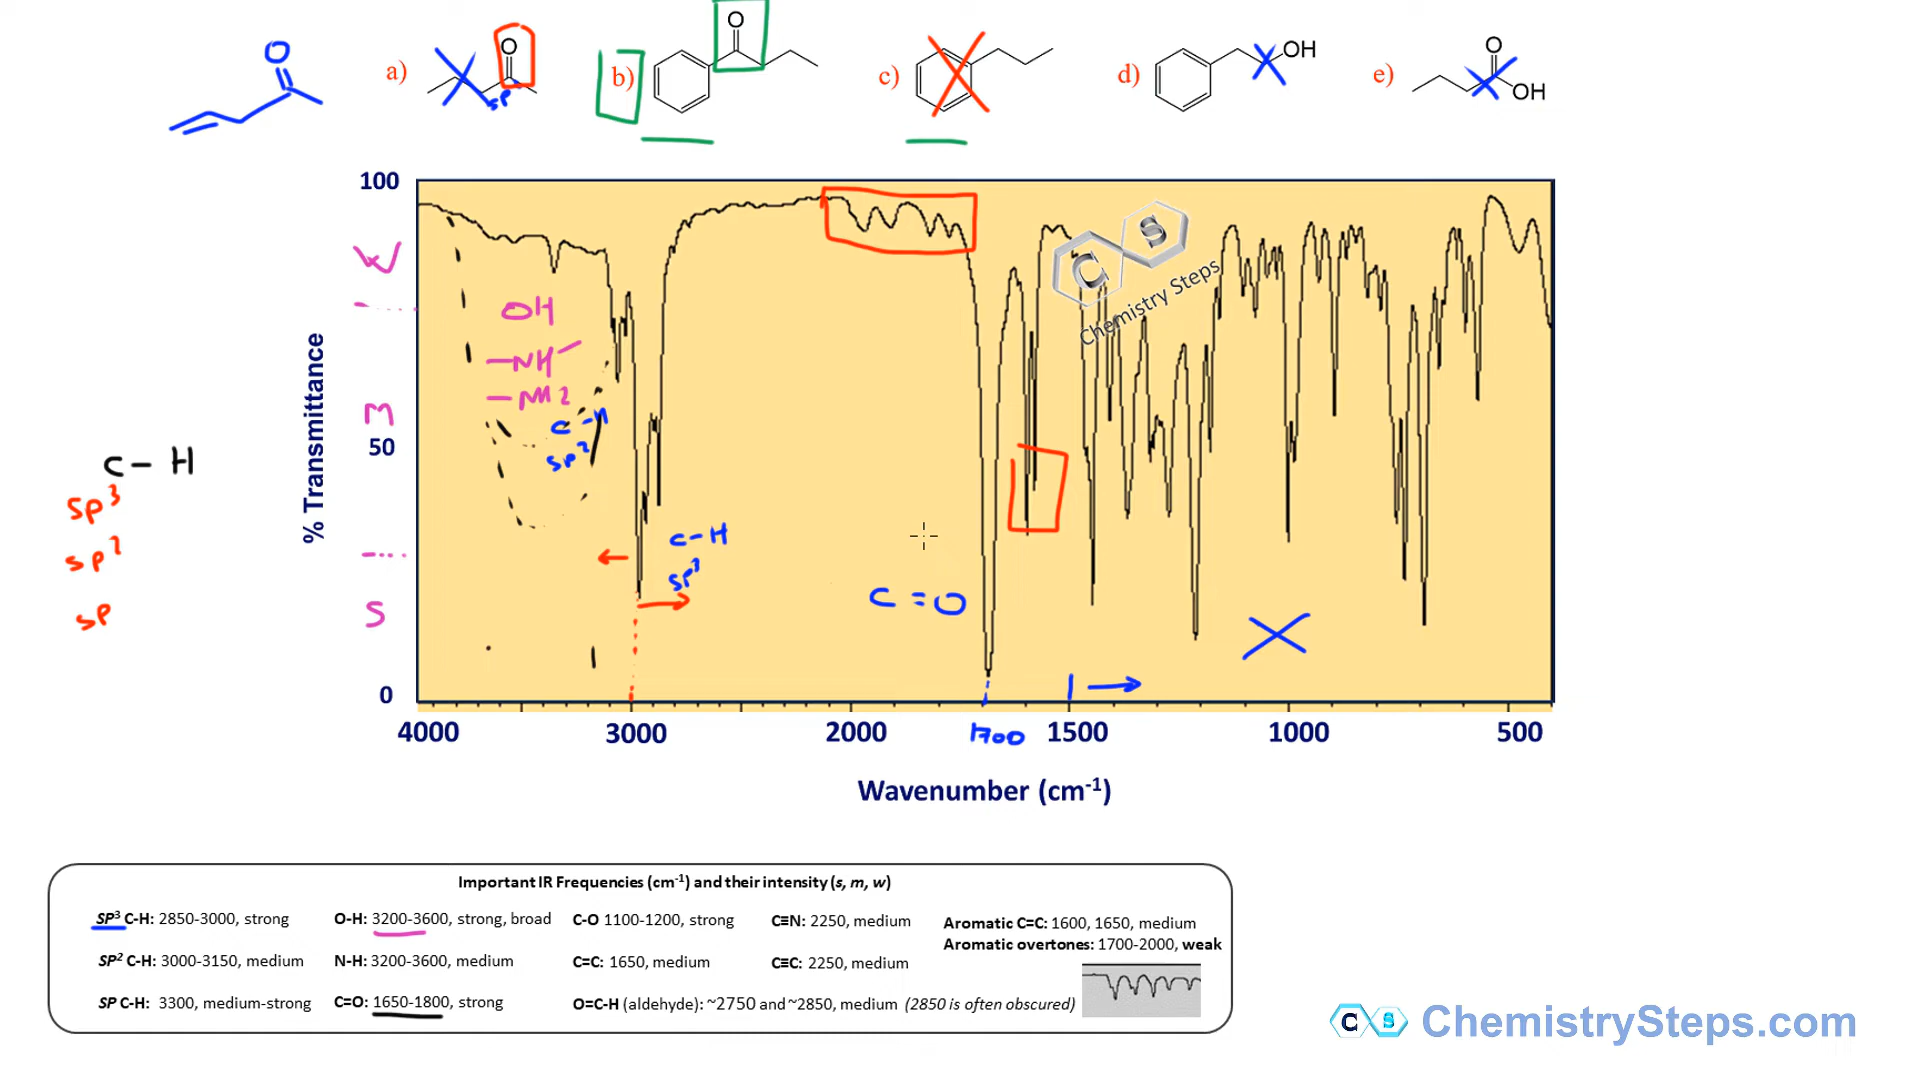 O
a)
O
sp
b)
O
c)
d)
OH
e)
O
OH
100
W
OH
-NH
-NH2
C-H
sp2
M
50
C-H
sp3
sp2
sp
% Transmittance
C-H
sp3
C=O
S
0
C S
Chemistry Steps
4000
3000
2000
1700
1500
1000
500
Wavenumber (cm-1)
Important IR Frequencies (cm-1) and their intensity (s, m, w)
SP3 C-H: 2850-3000, strong
O-H: 3200-3600, strong, broad
C-O 1100-1200, strong
C≡N: 2250, medium
Aromatic C=C: 1600, 1650, medium
Aromatic overtones: 1700-2000, weak
SP2 C-H: 3000-3150, medium
N-H: 3200-3600, medium
C=C: 1650, medium
C≡C: 2250, medium
SP C-H: 3300, medium-strong
C=O: 1650-1800, strong
O=C-H (aldehyde): ~2750 and ~2850, medium (2850 is often obscured)
C S ChemistrySteps.com